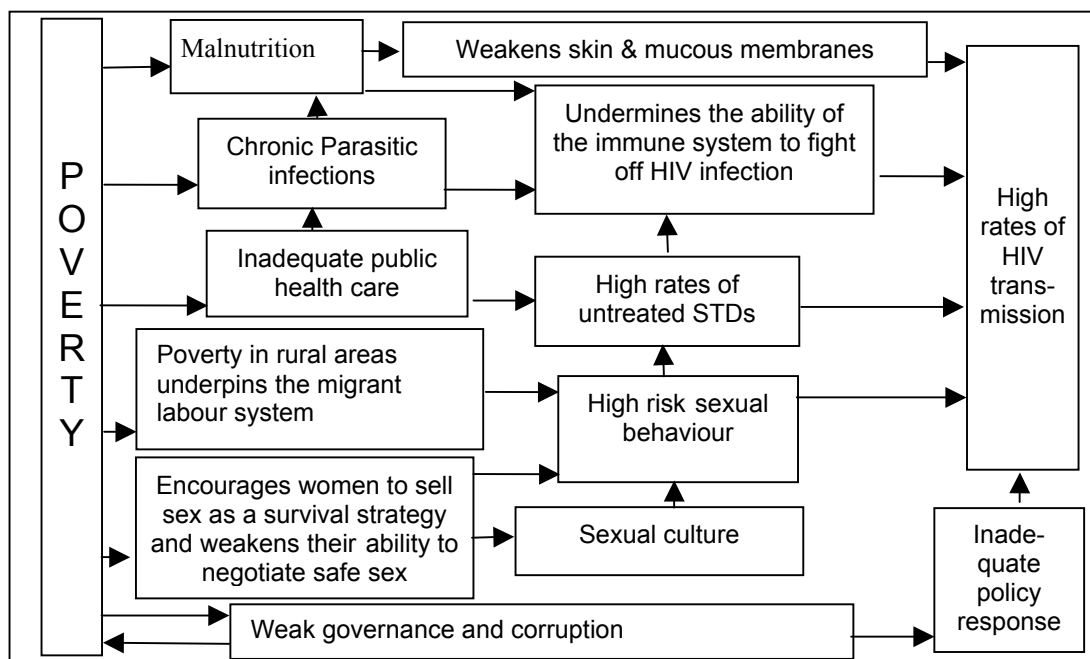 POVERTY
Malnutrition
Weakens skin & mucous membranes
Chronic Parasitic
infections
Undermines the ability of
the immune system to fight
off HIV infection
Inadequate public
health care
High rates of
untreated STDs
Poverty in rural areas
underpins the migrant
labour system
High risk sexual
behaviour
Encourages women to sell
sex as a survival strategy
and weakens their ability to
negotiate safe sex
Sexual culture
Weak governance and corruption
High
rates of
HIV
trans-
mission
Inade-
quate
policy
response